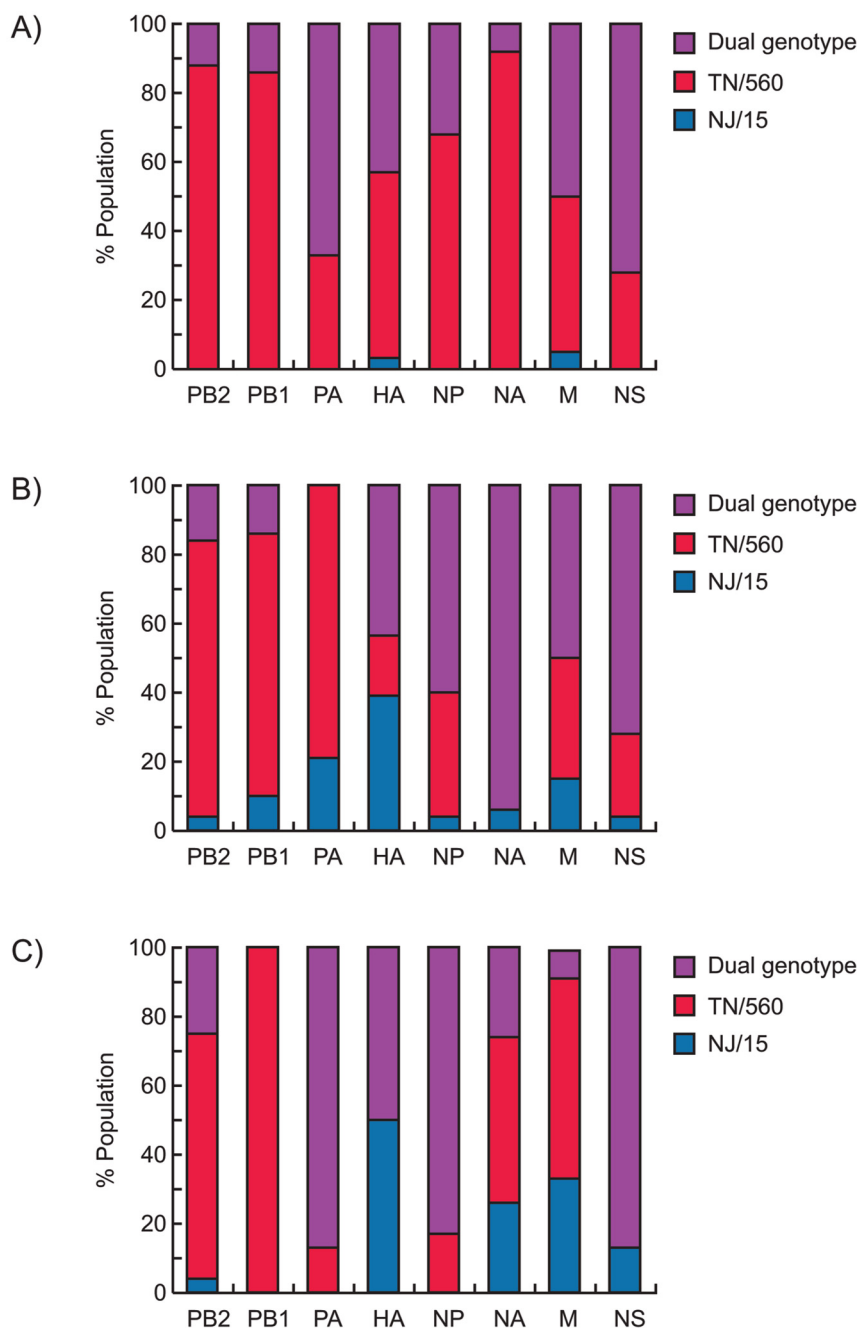 A)
% Population
100
80
60
40
20
0
PB2 PB1 PA HA NP NA M NS
Dual genotype
TN/560
NJ/15
B)
% Population
100
80
60
40
20
0
PB2 PB1 PA HA NP NA M NS
Dual genotype
TN/560
NJ/15
C)
% Population
100
80
60
40
20
0
PB2 PB1 PA HA NP NA M NS
Dual genotype
TN/560
NJ/15